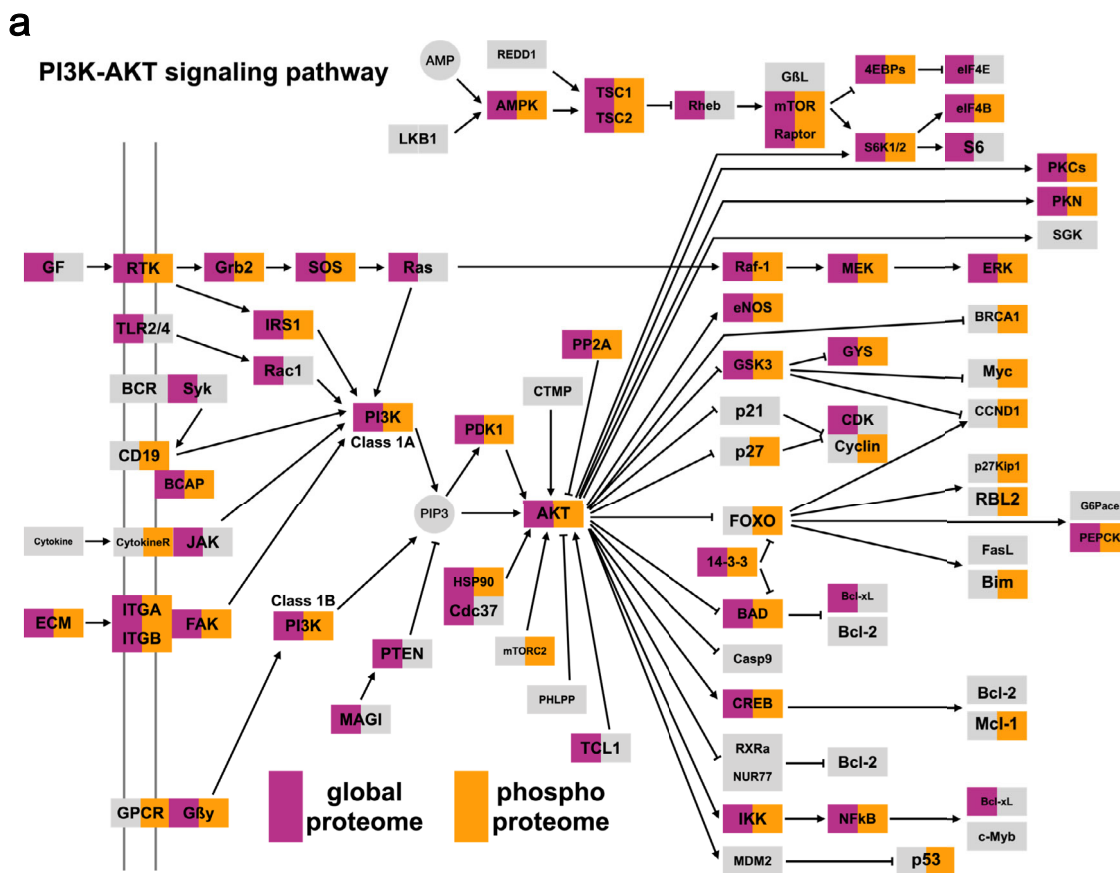 a
PI3K-AKT signaling pathway
AMP
REDD1
LKB1
AMPK
TSC1
TSC2
Rheb
GßL
mTOR
Raptor
4EBPs
eIF4E
eIF4B
S6K1/2
S6
PKCs
PKN
SGK
GF
RTK
Grb2
SOS
Ras
Raf-1
MEK
ERK
TLR2/4
IRS1
Rac1
eNOS
BRCA1
PP2A
GSK3
GYS
Myc
BCR
Syk
CTMP
p21
CDK
Cyclin
CCND1
PI3K
Class 1A
PDK1
p27
CD19
BCAP
p27Kip1
RBL2
PIP3
AKT
FOXO
G6Pace
PEPCK
Cytokine
CytokineR
JAK
14-3-3
FasL
Bim
HSP90
Cdc37
BAD
Bcl-xL
Bcl-2
ECM
ITGA
ITGB
FAK
Class 1B
PI3K
PTEN
mTORC2
Casp9
MAGI
PHLPP
CREB
Bcl-2
Mcl-1
TCL1
RXRa
NUR77
Bcl-2
GPCR
Gßy
global
proteome
phospho
proteome
IKK
NFkB
Bcl-xL
c-Myb
MDM2
p53